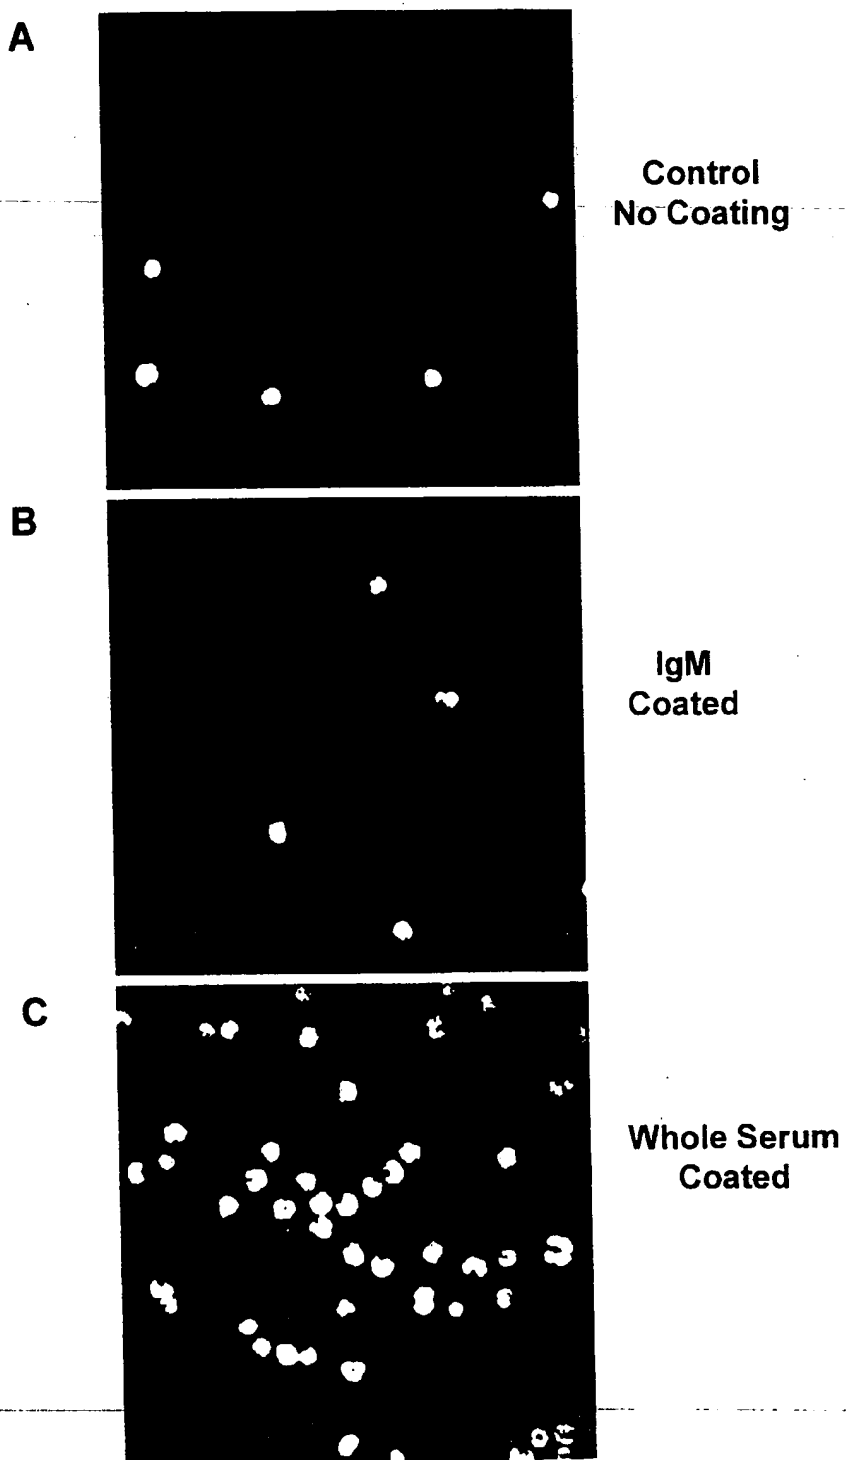 A
Control
No Coating
B
IgM
Coated
C
Whole Serum
Coated